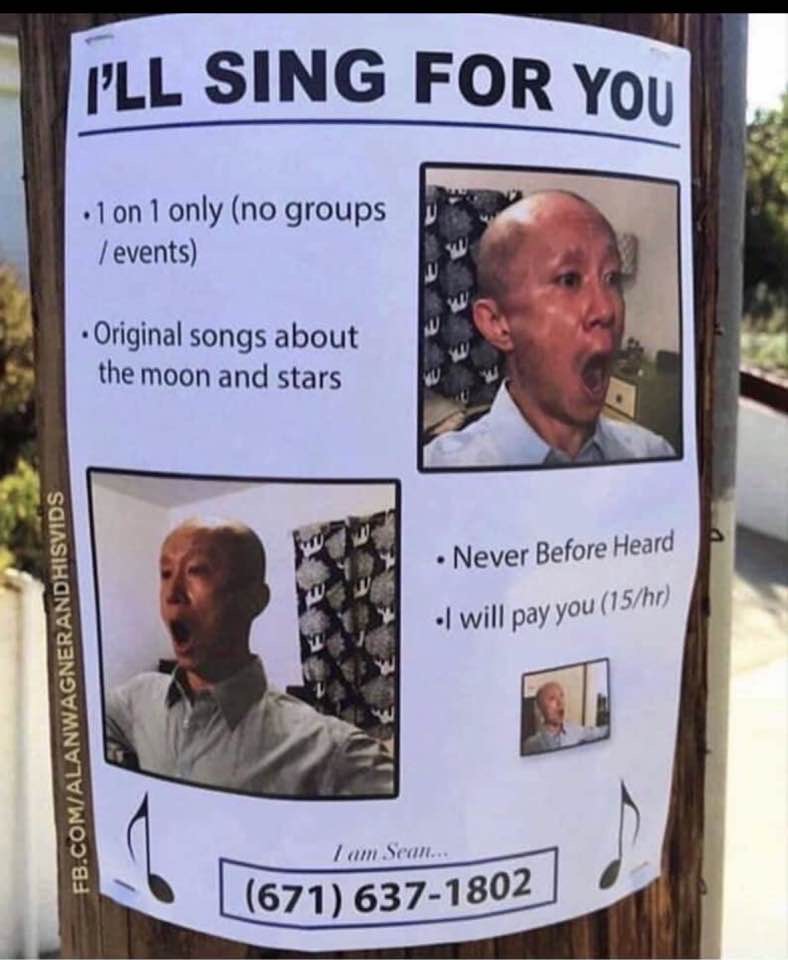 I'LL SING FOR YOU
• 1 on 1 only (no groups
/ events)
• Original songs about
the moon and stars
• Never Before Heard
•I will pay you (15/hr)
I am Sean...
(671) 637-1802
FB.COM/ALANWAGNERANDHISVIDS